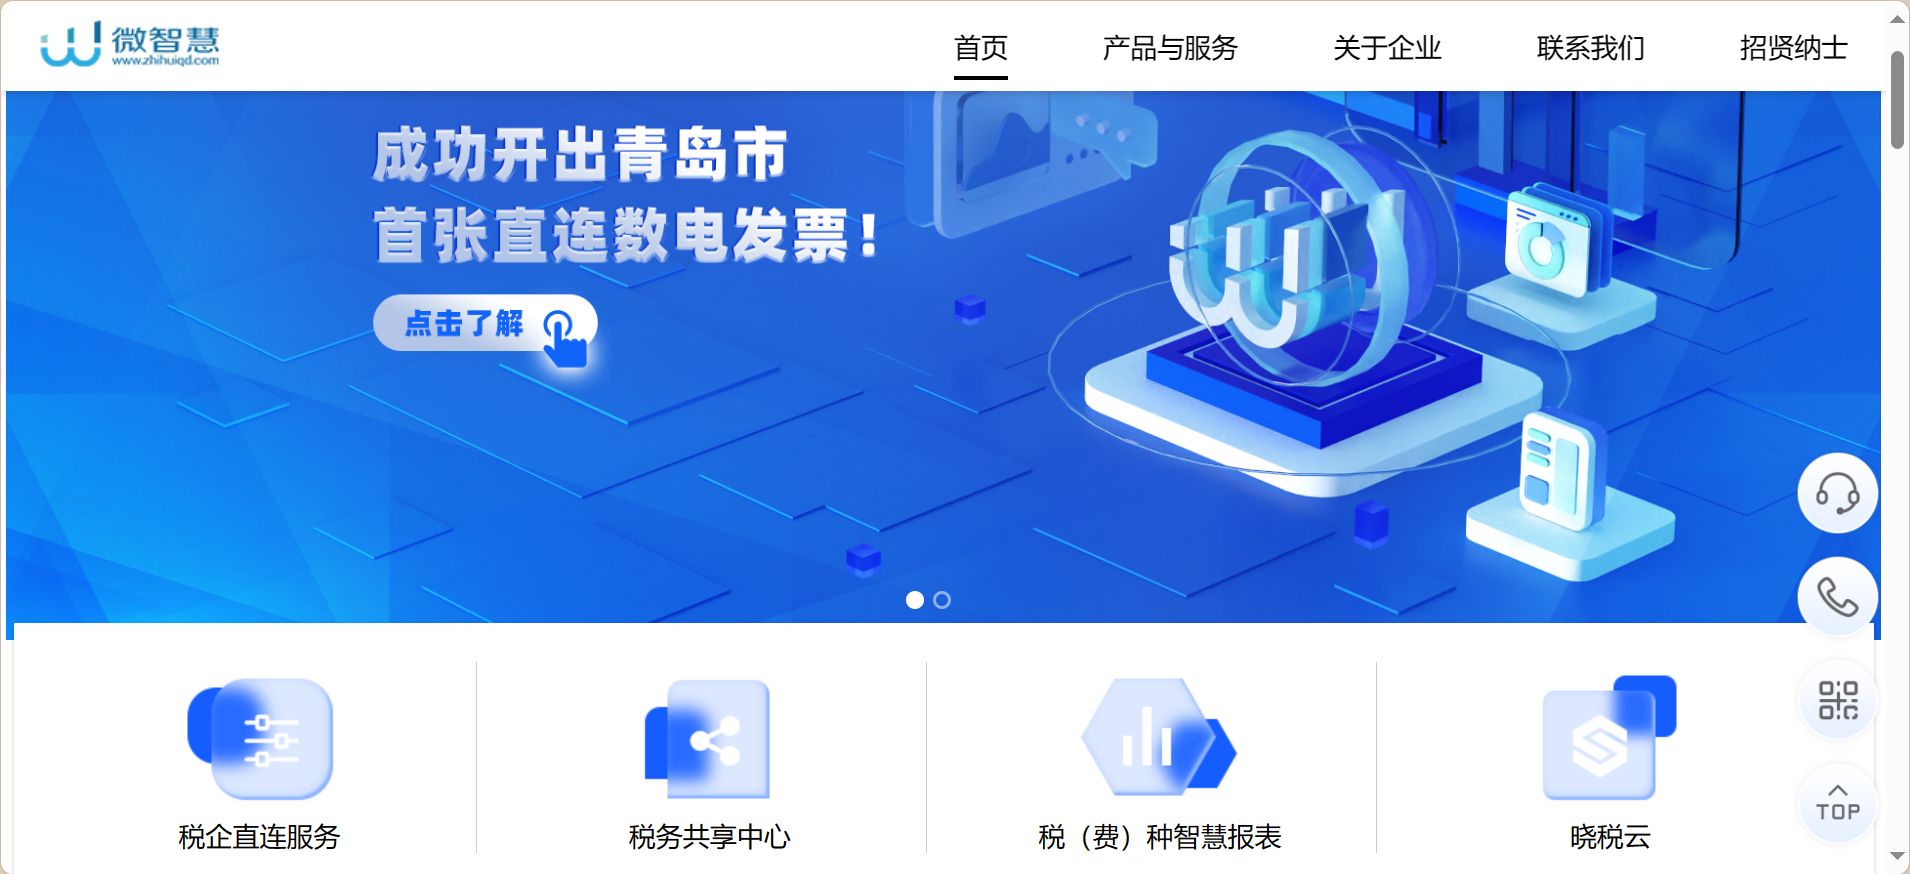 微智慧
www.zhihuiqd.com
首页 产品与服务 关于企业 联系我们 招贤纳士
成功开出青岛市
首张直连数电发票！
点击了解
税企直连服务 税务共享中心 税（费）种智慧报表 晓税云
TOP